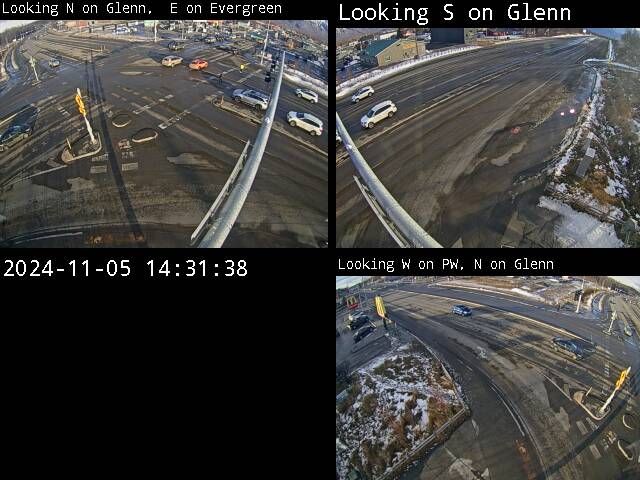 Looking N on Glenn,  E on Evergreen
Looking S on Glenn
2024-11-05 14:31:38
Looking W on PW, N on Glenn